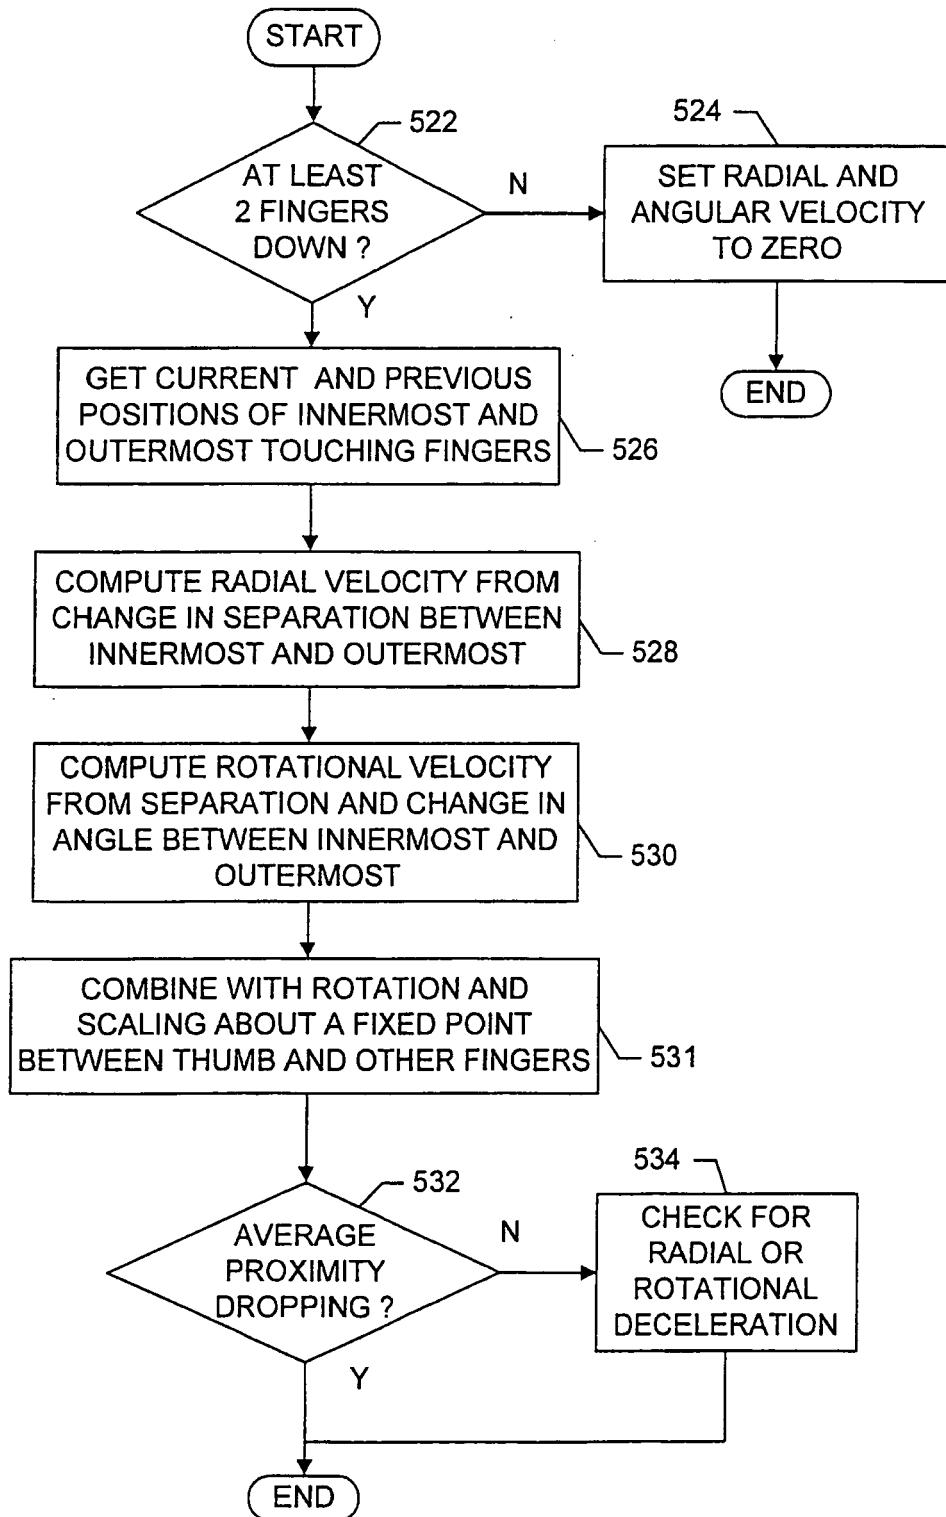 START
522
AT LEAST
2 FINGERS
DOWN ?
N
524
SET RADIAL AND
ANGULAR VELOCITY
TO ZERO
END
Y
GET CURRENT AND PREVIOUS
POSITIONS OF INNERMOST AND
OUTERMOST TOUCHING FINGERS
526
COMPUTE RADIAL VELOCITY FROM
CHANGE IN SEPARATION BETWEEN
INNERMOST AND OUTERMOST
528
COMPUTE ROTATIONAL VELOCITY
FROM SEPARATION AND CHANGE IN
ANGLE BETWEEN INNERMOST AND
OUTERMOST
530
COMBINE WITH ROTATION AND
SCALING ABOUT A FIXED POINT
BETWEEN THUMB AND OTHER FINGERS
531
532
AVERAGE
PROXIMITY
DROPPING ?
N
534
CHECK FOR
RADIAL OR
ROTATIONAL
DECELERATION
Y
END